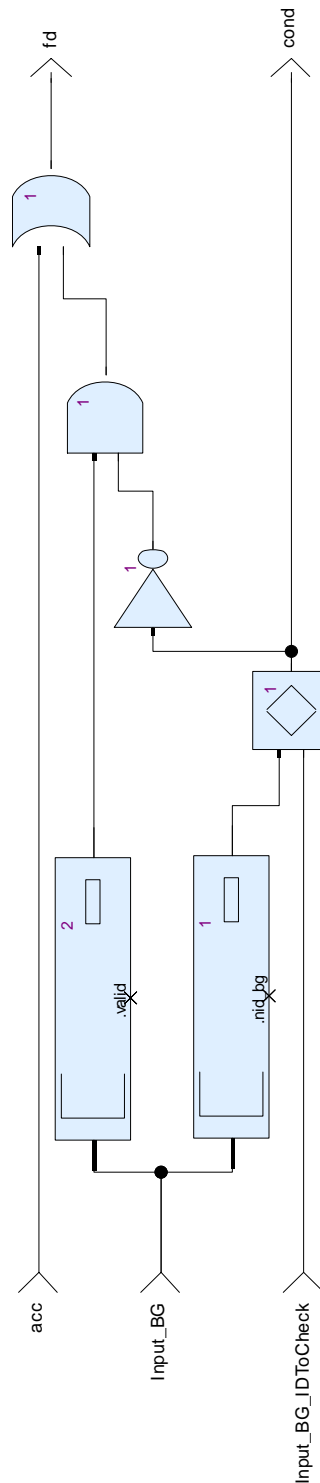 acc
Input_BG
Input_BG_IDToCheck
2
.valid
1
.nid_bg
1
1
1
1
fd
cond